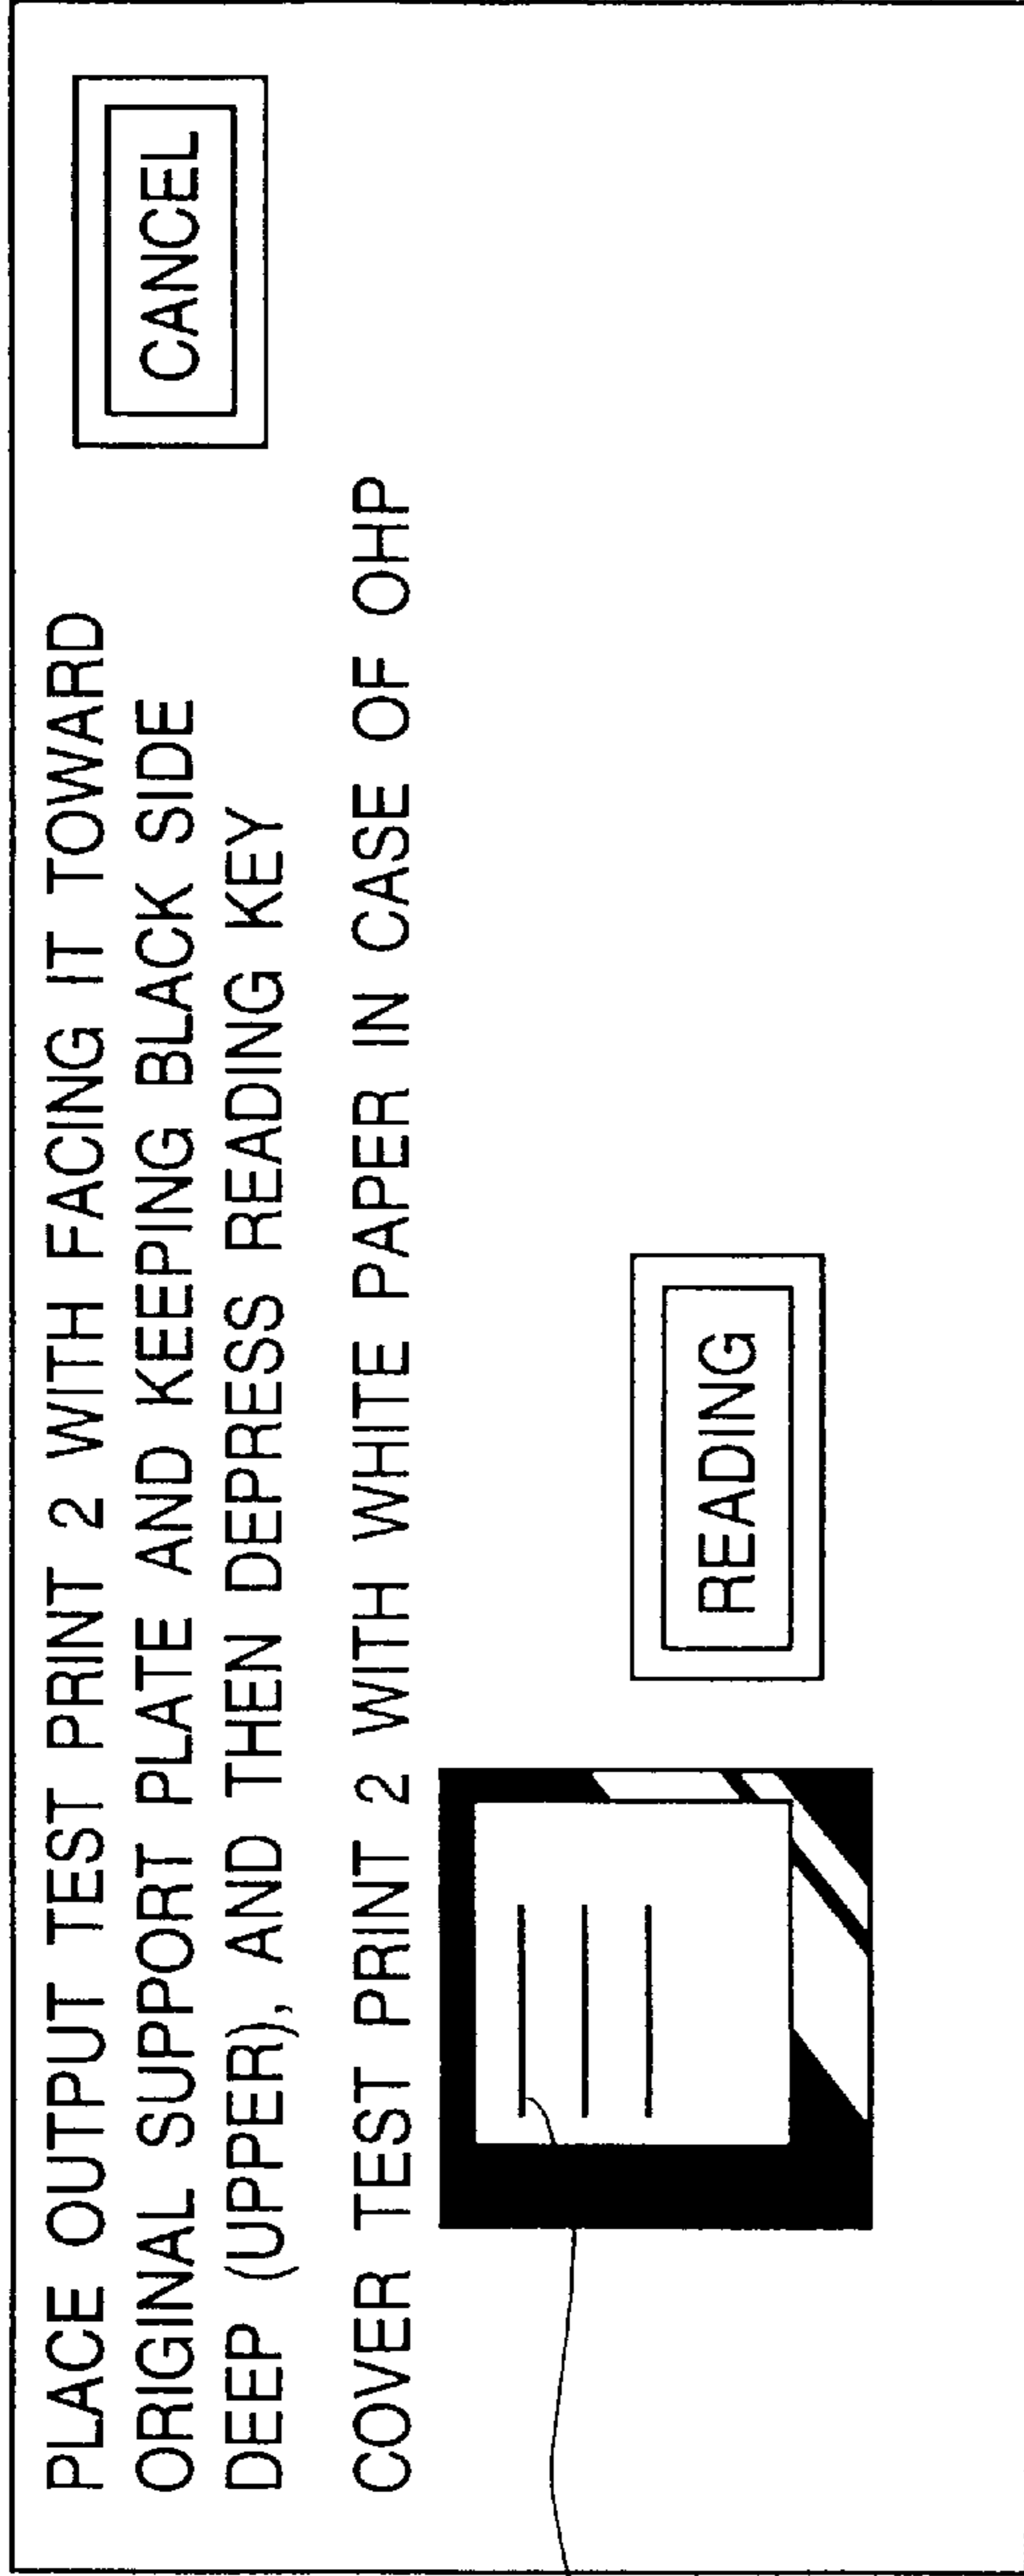 PLACE OUTPUT TEST PRINT 2 WITH FACING IT TOWARD
ORIGINAL SUPPORT PLATE AND KEEPING BLACK SIDE
DEEP (UPPER), AND THEN DEPRESS READING KEY
CANCEL
COVER TEST PRINT 2 WITH WHITE PAPER IN CASE OF OHP
READING